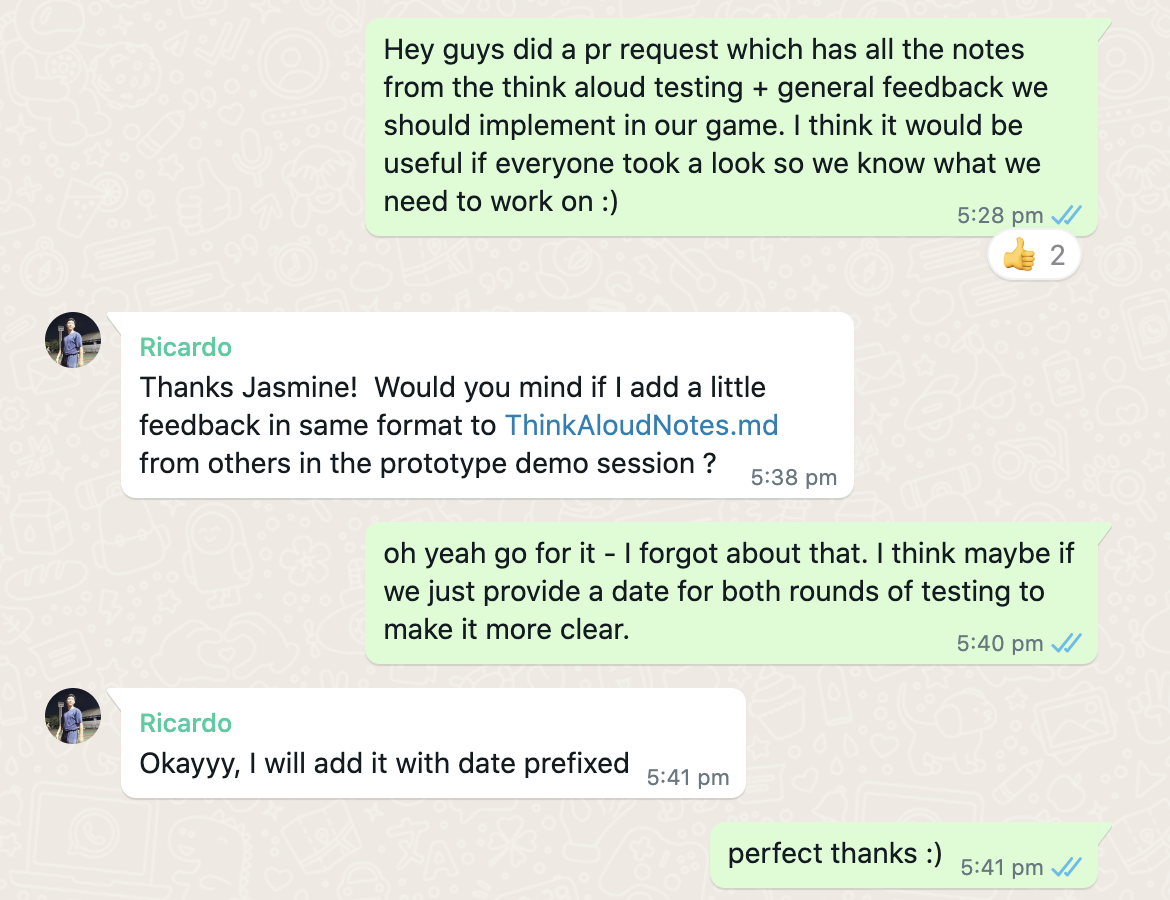 Hey guys did a pr request which has all the notes
from the think aloud testing + general feedback we
should implement in our game. I think it would be
useful if everyone took a look so we know what we
need to work on :)
5:28 pm
👍 2
Ricardo
Thanks Jasmine!  Would you mind if I add a little
feedback in same format to ThinkAloudNotes.md
from others in the prototype demo session ?
5:38 pm
oh yeah go for it - I forgot about that. I think maybe if
we just provide a date for both rounds of testing to
make it more clear.
5:40 pm
Ricardo
Okayyy, I will add it with date prefixed
5:41 pm
perfect thanks :)
5:41 pm